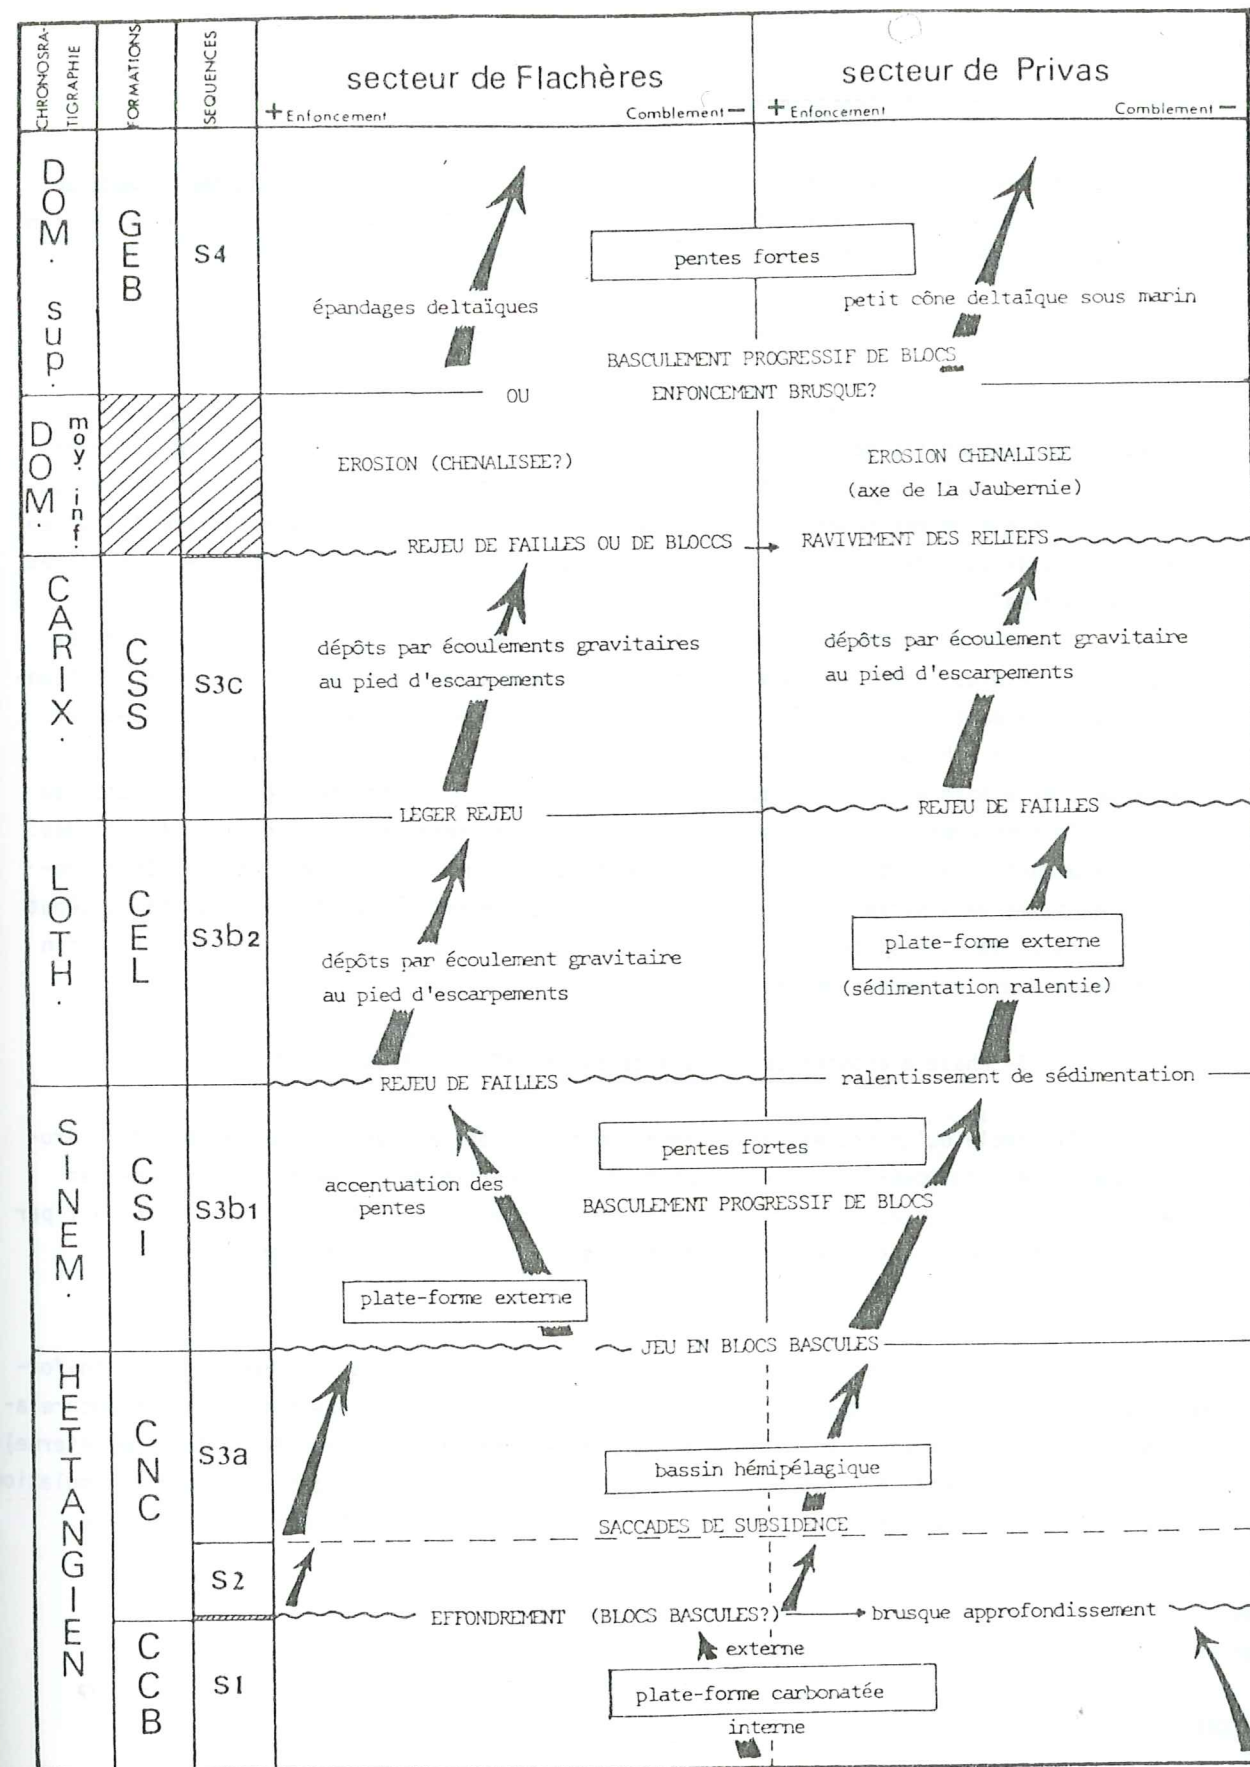 CHRONOSRA-
TIGRAPHIE
FORMATIONS
SEQUENCES
secteur de Flachères
+ Enfoncement
Comblement −
secteur de Privas
+ Enfoncement
Comblement −
DOM. sup.
GEB
S4
pentes fortes
épandages deltaïques
petit cône deltaïque sous marin
BASCULEMENT PROGRESSIF DE BLOCS
OU
ENFONCEMENT BRUSQUE?
DOM. moy. inf.
EROSION (CHENALISEE?)
EROSION CHENALISEE
(axe de La Jaubernie)
REJEU DE FAILLES OU DE BLOCCS
RAVIVEMENT DES RELIEFS
CARIX.
CSS
S3c
dépôts par écoulements gravitaires
au pied d'escarpements
dépôts par écoulement gravitaire
au pied d'escarpements
LEGER REJEU
REJEU DE FAILLES
LOTH.
CEL
S3b2
dépôts par écoulement gravitaire
au pied d'escarpements
plate-forme externe
(sédimentation ralentie)
REJEU DE FAILLES
ralentissement de sédimentation
SINEM.
CSI
S3b1
pentes fortes
accentuation des
pentes
BASCULEMENT PROGRESSIF DE BLOCS
plate-forme externe
JEU EN BLOCS BASCULES
HETTANGIEN
CNC
S3a
bassin hémipélagique
SACCADES DE SUBSIDENCE
S2
EFFONDREMENT (BLOCS BASCULES?)
brusque approfondissement
CCB
S1
externe
plate-forme carbonatée
interne